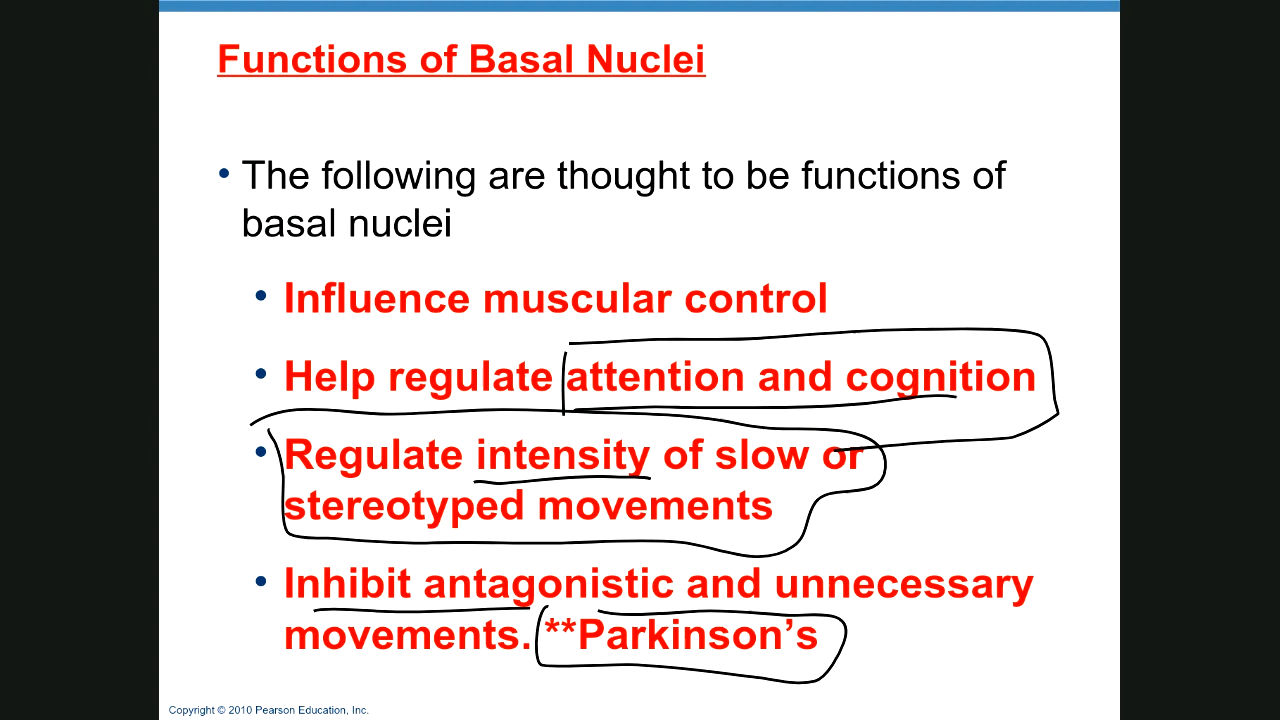 Functions of Basal Nuclei
• The following are thought to be functions of
basal nuclei
• Influence muscular control
• Help regulate attention and cognition
• Regulate intensity of slow or
stereotyped movements
• Inhibit antagonistic and unnecessary
movements. **Parkinson’s
Copyright © 2010 Pearson Education, Inc.